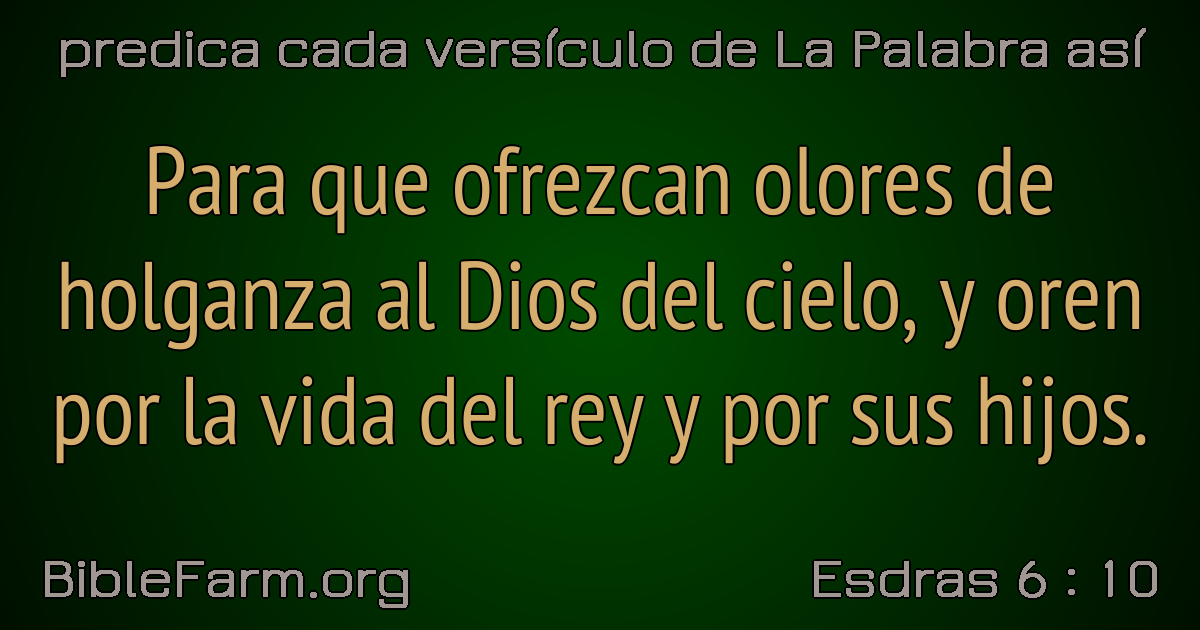 predica cada versículo de La Palabra así
Para que ofrezcan olores de
holganza al Dios del cielo, y oren
por la vida del rey y por sus hijos.
BibleFarm.org
Esdras 6 : 10